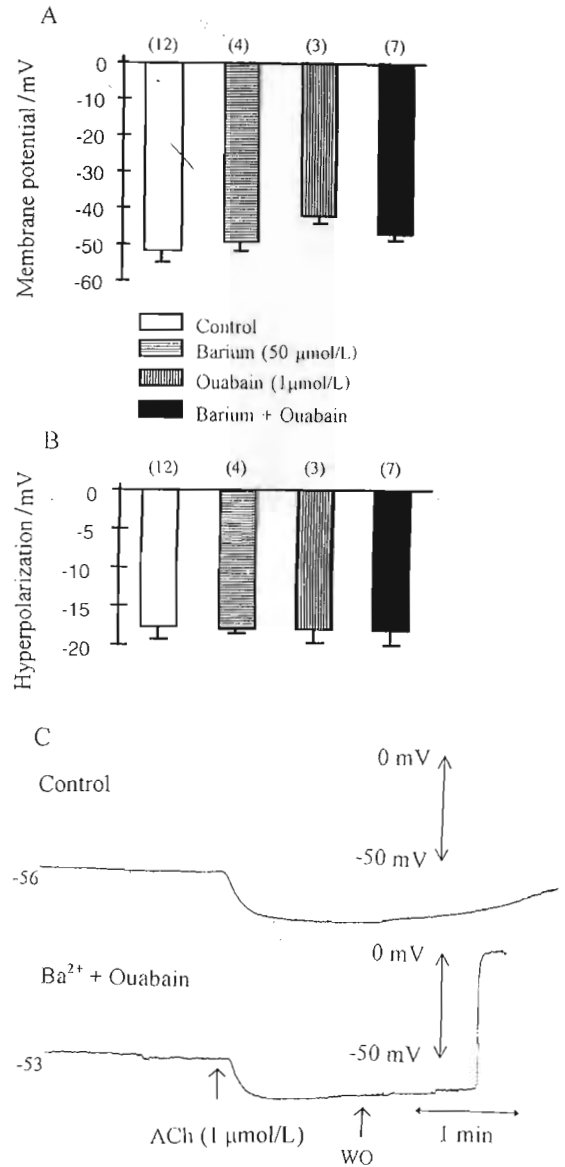 A
(12) (4) (3) (7)
0
-10
-20
-30
-40
-50
-60
Membrane potential /mV
Control
Barium (50 μmol/L)
Ouabain (1μmol/L)
Barium + Ouabain
B
(12) (4) (3) (7)
0
-5
-10
-15
-20
Hyperpolarization /mV
C
0 mV
Control
-50 mV
-56
0 mV
Ba²⁺ + Ouabain
-50 mV
-53
ACh (1 μmol/L)
WO
1 min